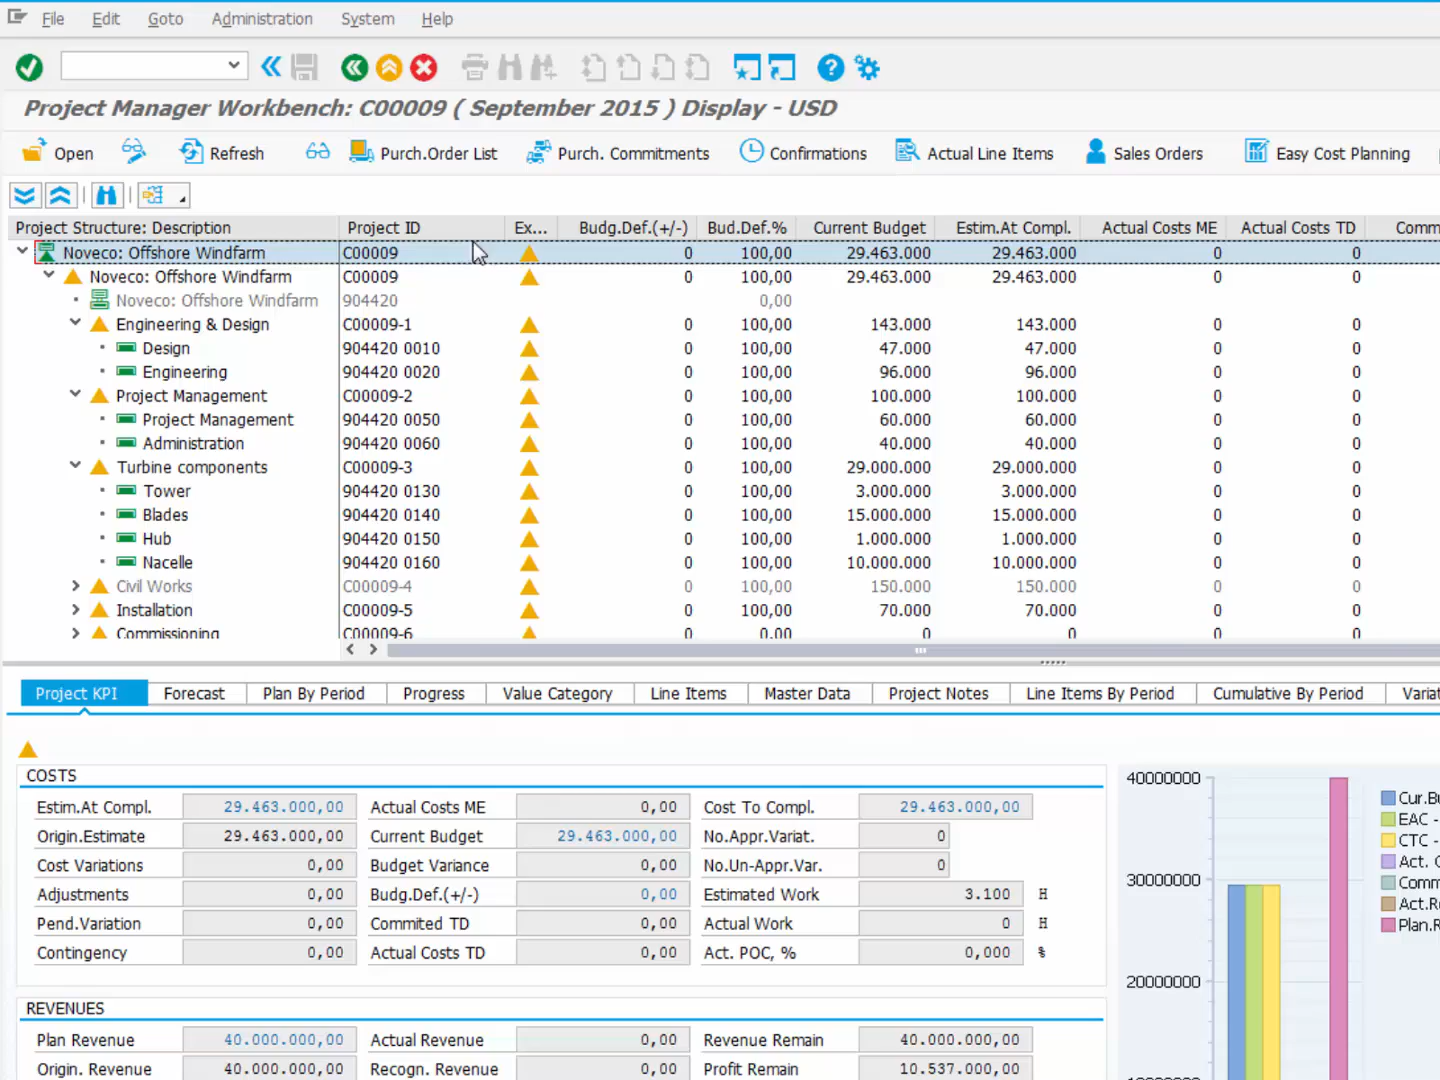 File Edit Goto Administration System Help
Project Manager Workbench: C00009 ( September 2015 ) Display - USD
Open Refresh Purch.Order List Purch. Commitments Confirmations Actual Line Items Sales Orders Easy Cost Planning
Project Structure: Description Project ID Ex... Budg.Def.(+/-) Bud.Def.% Current Budget Estim.At Compl. Actual Costs ME Actual Costs TD Comm
Noveco: Offshore Windfarm C00009 0 100,00 29.463.000 29.463.000 0 0
Noveco: Offshore Windfarm C00009 0 100,00 29.463.000 29.463.000 0 0
Noveco: Offshore Windfarm 904420 0,00
Engineering & Design C00009-1 0 100,00 143.000 143.000 0 0
Design 904420 0010 0 100,00 47.000 47.000 0 0
Engineering 904420 0020 0 100,00 96.000 96.000 0 0
Project Management C00009-2 0 100,00 100.000 100.000 0 0
Project Management 904420 0050 0 100,00 60.000 60.000 0 0
Administration 904420 0060 0 100,00 40.000 40.000 0 0
Turbine components C00009-3 0 100,00 29.000.000 29.000.000 0 0
Tower 904420 0130 0 100,00 3.000.000 3.000.000 0 0
Blades 904420 0140 0 100,00 15.000.000 15.000.000 0 0
Hub 904420 0150 0 100,00 1.000.000 1.000.000 0 0
Nacelle 904420 0160 0 100,00 10.000.000 10.000.000 0 0
Civil Works C00009-4 0 100,00 150.000 150.000 0 0
Installation C00009-5 0 100,00 70.000 70.000 0 0
Commissioning C00009-6 0 0,00 0 0 0 0
Project KPI Forecast Plan By Period Progress Value Category Line Items Master Data Project Notes Line Items By Period Cumulative By Period Variat
COSTS
Estim.At Compl. 29.463.000,00 Actual Costs ME 0,00 Cost To Compl. 29.463.000,00
Origin.Estimate 29.463.000,00 Current Budget 29.463.000,00 No.Appr.Variat. 0
Cost Variations 0,00 Budget Variance 0,00 No.Un-Appr.Var. 0
Adjustments 0,00 Budg.Def.(+/-) 0,00 Estimated Work 3.100 H
Pend.Variation 0,00 Commited TD 0,00 Actual Work 0 H
Contingency 0,00 Actual Costs TD 0,00 Act. POC, % 0,000 %
REVENUES
Plan Revenue 40.000.000,00 Actual Revenue 0,00 Revenue Remain 40.000.000,00
Origin. Revenue 40.000.000,00 Recogn. Revenue 0,00 Profit Remain 10.537.000,00
40000000
30000000
20000000
Cur.Bu
EAC -
CTC -
Act. C
Comm
Act.R
Plan.R